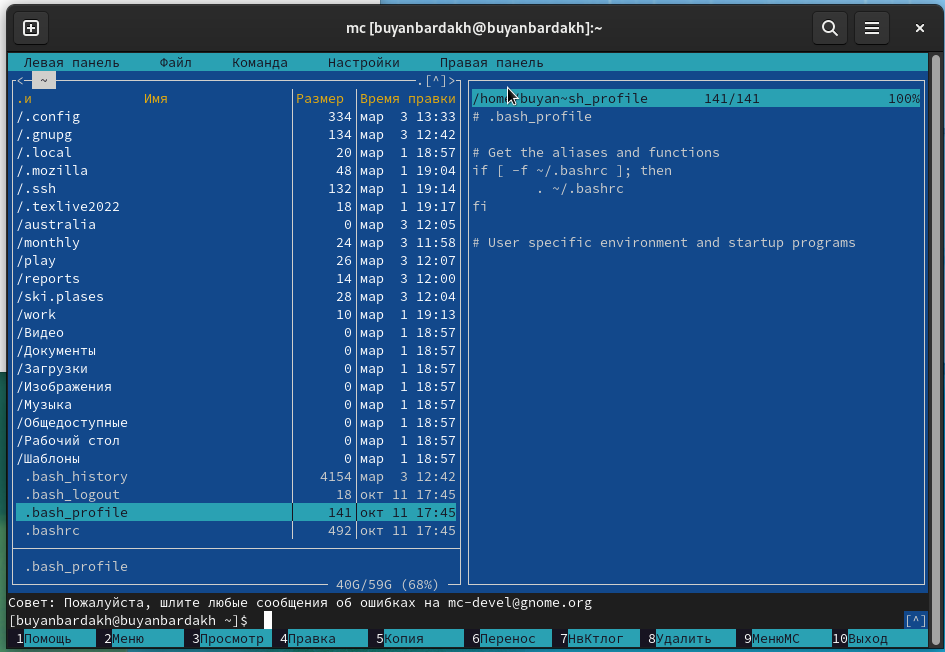 mc [buyanbardakh@buyanbardakh]:~
Левая панель Файл Команда Настройки Правая панель
<─ ~ .[^]>
.и Имя Размер Время правки
/.config 334 мар 3 13:33
/.gnupg 134 мар 3 12:42
/.local 20 мар 1 18:57
/.mozilla 48 мар 1 19:04
/.ssh 132 мар 1 19:14
/.texlive2022 18 мар 1 19:17
/australia 0 мар 3 12:05
/monthly 24 мар 3 11:58
/play 26 мар 3 12:07
/reports 14 мар 3 12:00
/ski.plases 28 мар 3 12:04
/work 10 мар 1 19:13
/Видео 0 мар 1 18:57
/Документы 0 мар 1 18:57
/Загрузки 0 мар 1 18:57
/Изображения 0 мар 1 18:57
/Музыка 0 мар 1 18:57
/Общедоступные 0 мар 1 18:57
/Рабочий стол 0 мар 1 18:57
/Шаблоны 0 мар 1 18:57
.bash_history 4154 мар 3 12:42
.bash_logout 18 окт 11 17:45
.bash_profile 141 окт 11 17:45
.bashrc 492 окт 11 17:45
.bash_profile
40G/59G (68%)
/home/buyan~sh_profile 141/141 100%
# .bash_profile
# Get the aliases and functions
if [ -f ~/.bashrc ]; then
. ~/.bashrc
fi
# User specific environment and startup programs
Совет: Пожалуйста, шлите любые сообщения об ошибках на mc-devel@gnome.org
[buyanbardakh@buyanbardakh ~]$ [^]
1Помощь 2Меню 3Просмотр 4Правка 5Копия 6Перенос 7НвКтлог 8Удалить 9МенюМС 10Выход